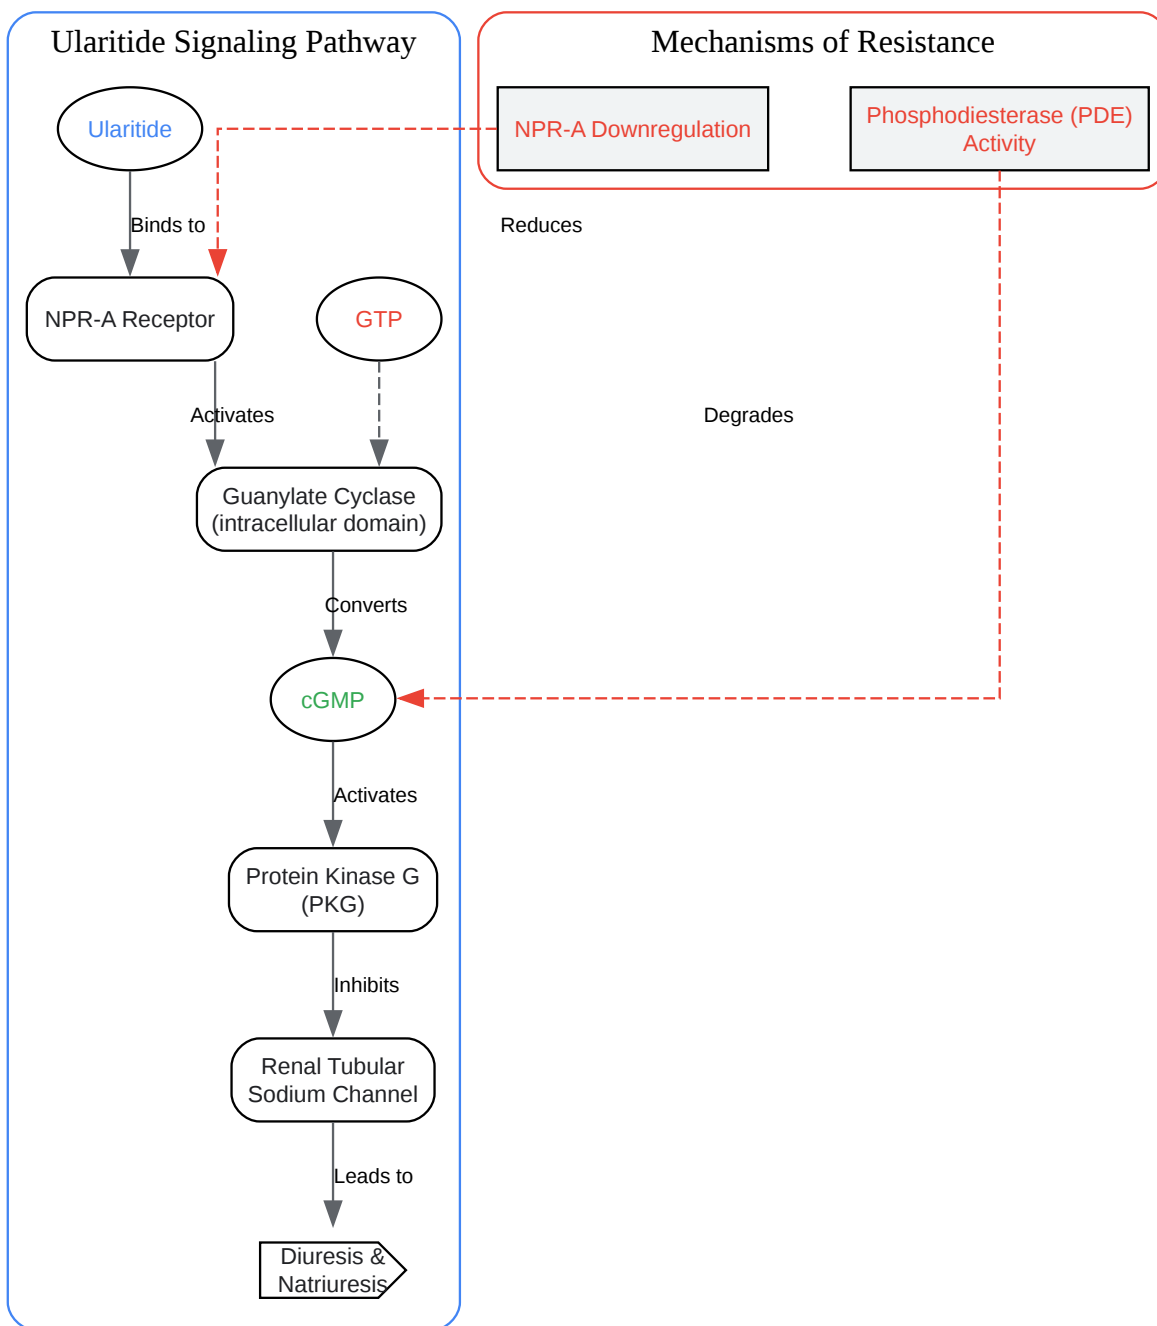 Ularitide Signaling Pathway
Mechanisms of Resistance
Ularitide
NPR-A Downregulation
Phosphodiesterase (PDE)
Activity
Binds to
Reduces
NPR-A Receptor
GTP
Activates
Degrades
Guanylate Cyclase
(intracellular domain)
Converts
cGMP
Activates
Protein Kinase G
(PKG)
Inhibits
Renal Tubular
Sodium Channel
Leads to
Diuresis &
Natriuresis